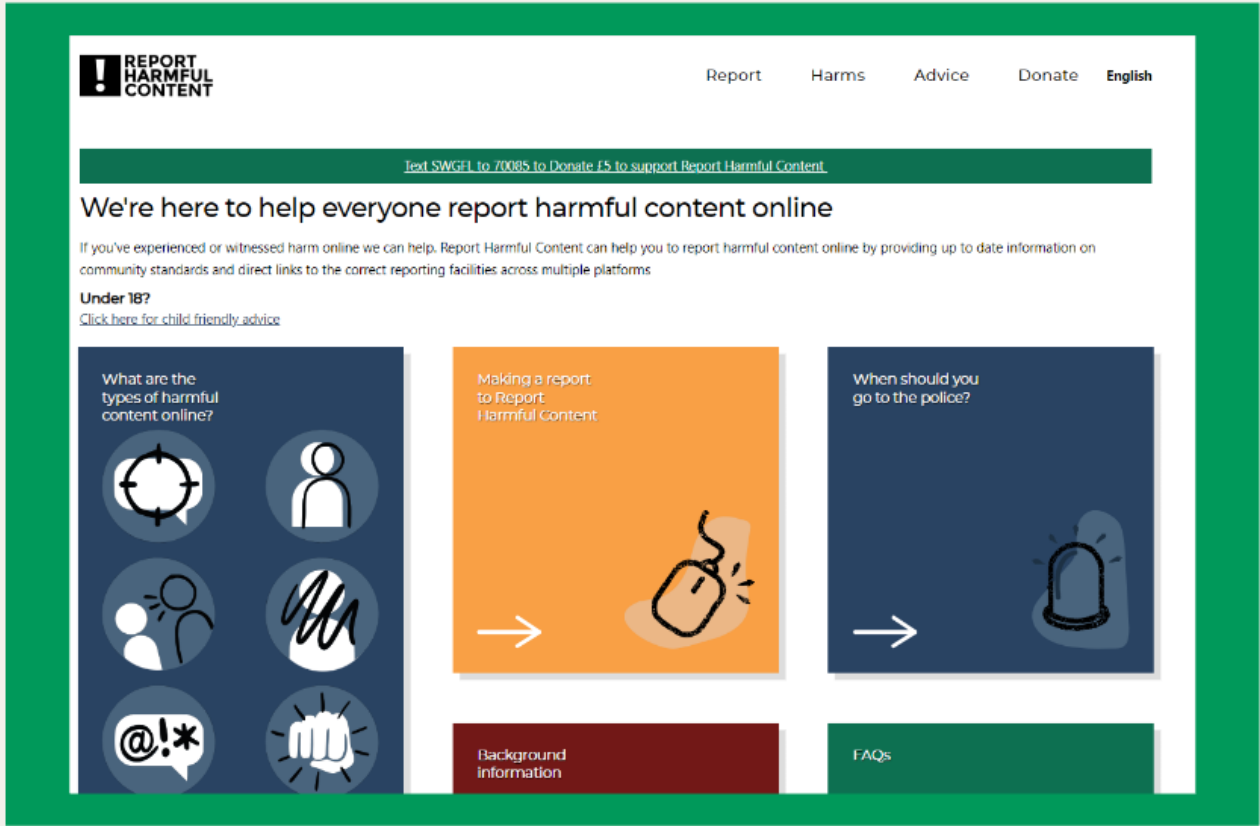 REPORT
HARMFUL
CONTENT
Report Harms Advice Donate English
Text SWGFL to 70085 to Donate £5 to support Report Harmful Content
We're here to help everyone report harmful content online
If you've experienced or witnessed harm online we can help. Report Harmful Content can help you to report harmful content online by providing up to date information on
community standards and direct links to the correct reporting facilities across multiple platforms
Under 18?
Click here for child friendly advice
What are the
types of harmful
content online?
@!*
Making a report
to Report
Harmful Content
When should you
go to the police?
Background
information
FAQs